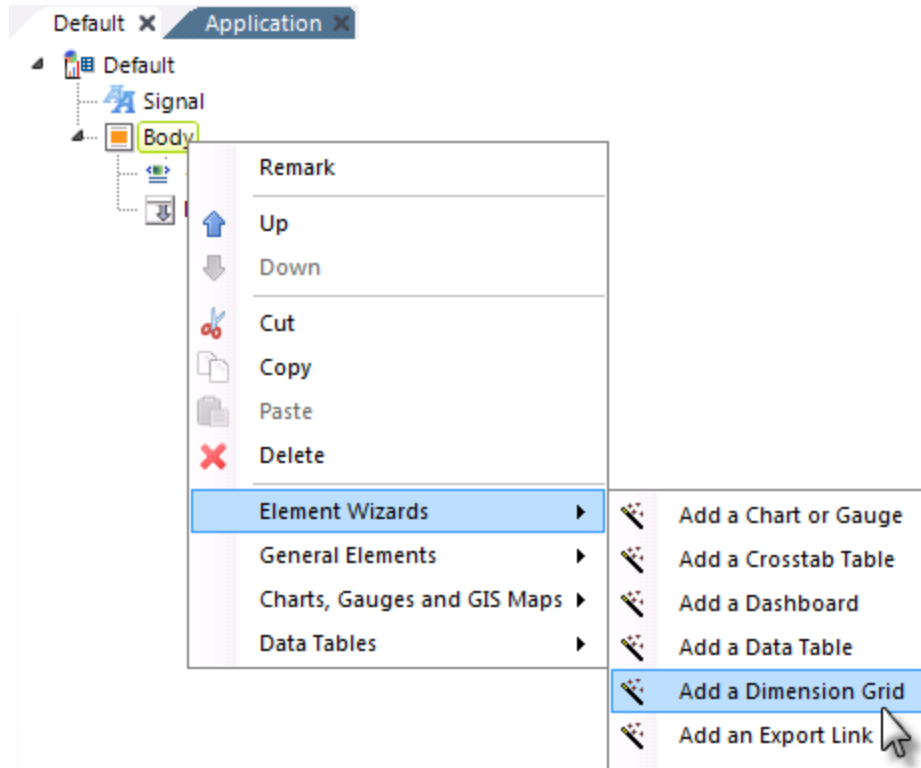 Default Application
Default
Signal
Body
Remark
Up
Down
Cut
Copy
Paste
Delete
Element Wizards
General Elements
Charts, Gauges and GIS Maps
Data Tables
Add a Chart or Gauge
Add a Crosstab Table
Add a Dashboard
Add a Data Table
Add a Dimension Grid
Add an Export Link